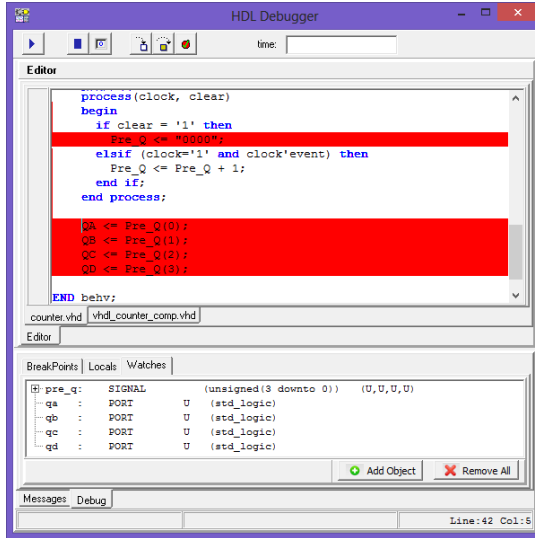 HDL Debugger
time:
Editor
process(clock, clear)
begin
if clear = '1' then
Pre_Q <= "0000";
elsif (clock='1' and clock'event) then
Pre_Q <= Pre_Q + 1;
end if;
end process;
QA <= Pre_Q(0);
QB <= Pre_Q(1);
QC <= Pre_Q(2);
QD <= Pre_Q(3);
END behv;
counter.vhd vhdl_counter_comp.vhd
Editor
BreakPoints Locals Watches
pre_q: SIGNAL (unsigned(3 downto 0)) (U,U,U,U)
qa : PORT U (std_logic)
qb : PORT U (std_logic)
qc : PORT U (std_logic)
qd : PORT U (std_logic)
Add Object Remove All
Messages Debug
Line:42 Col:5